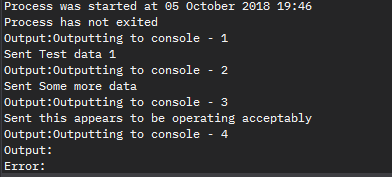 Process was started at 05 October 2018 19:46
Process has not exited
Output:Outputting to console - 1
Sent Test data 1
Output:Outputting to console - 2
Sent Some more data
Output:Outputting to console - 3
Sent this appears to be operating acceptably
Output:Outputting to console - 4
Output:
Error: